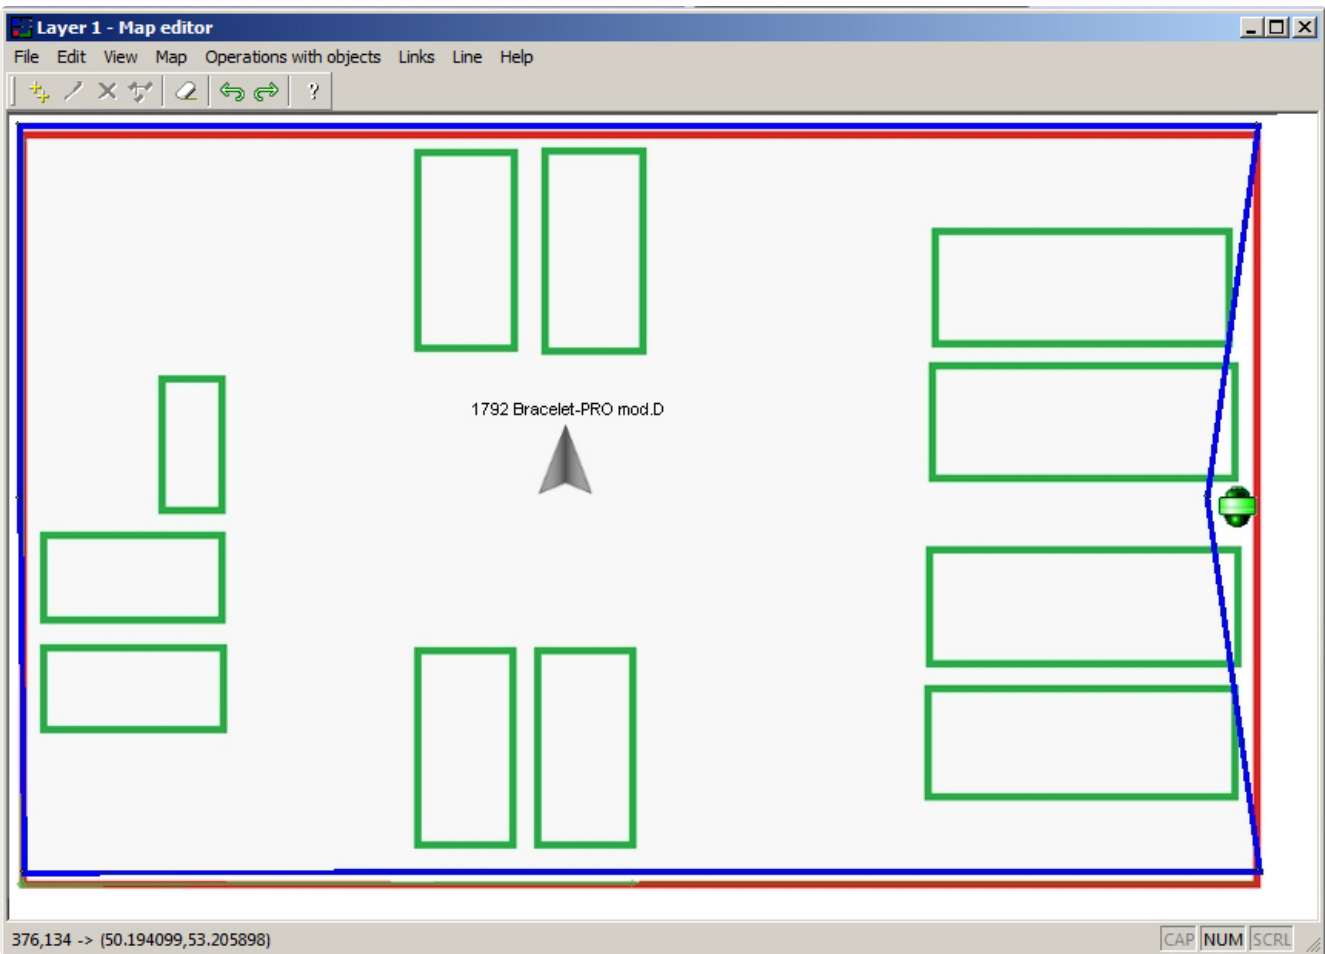 Layer 1 - Map editor
File Edit View Map Operations with objects Links Line Help
?
1792 Bracelet-PRO mod.D
376,134 -> (50.194099,53.205898)
CAP NUM SCRL